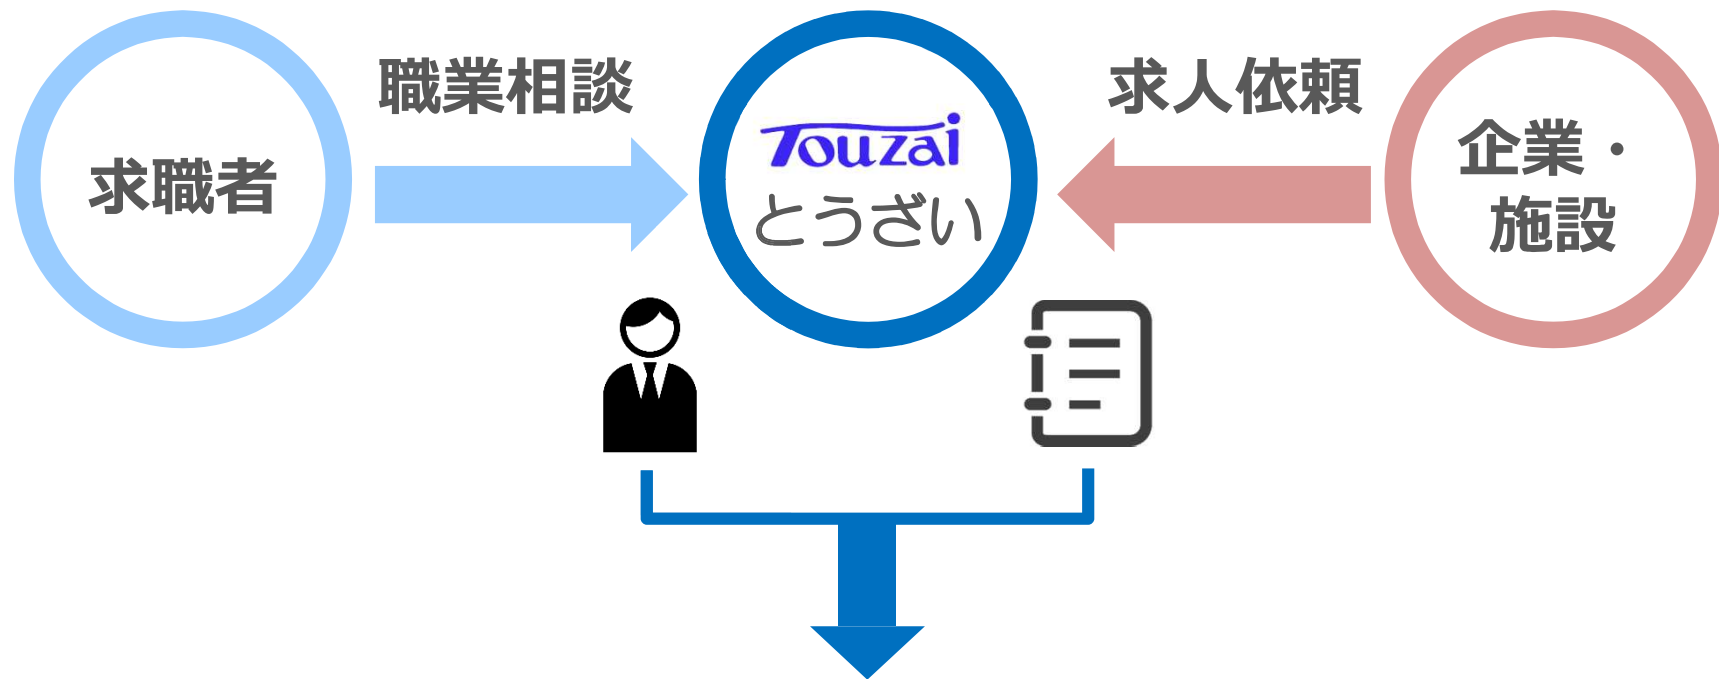 求職者
職業相談
Touzai
とうざい
求人依頼
企業・
施設